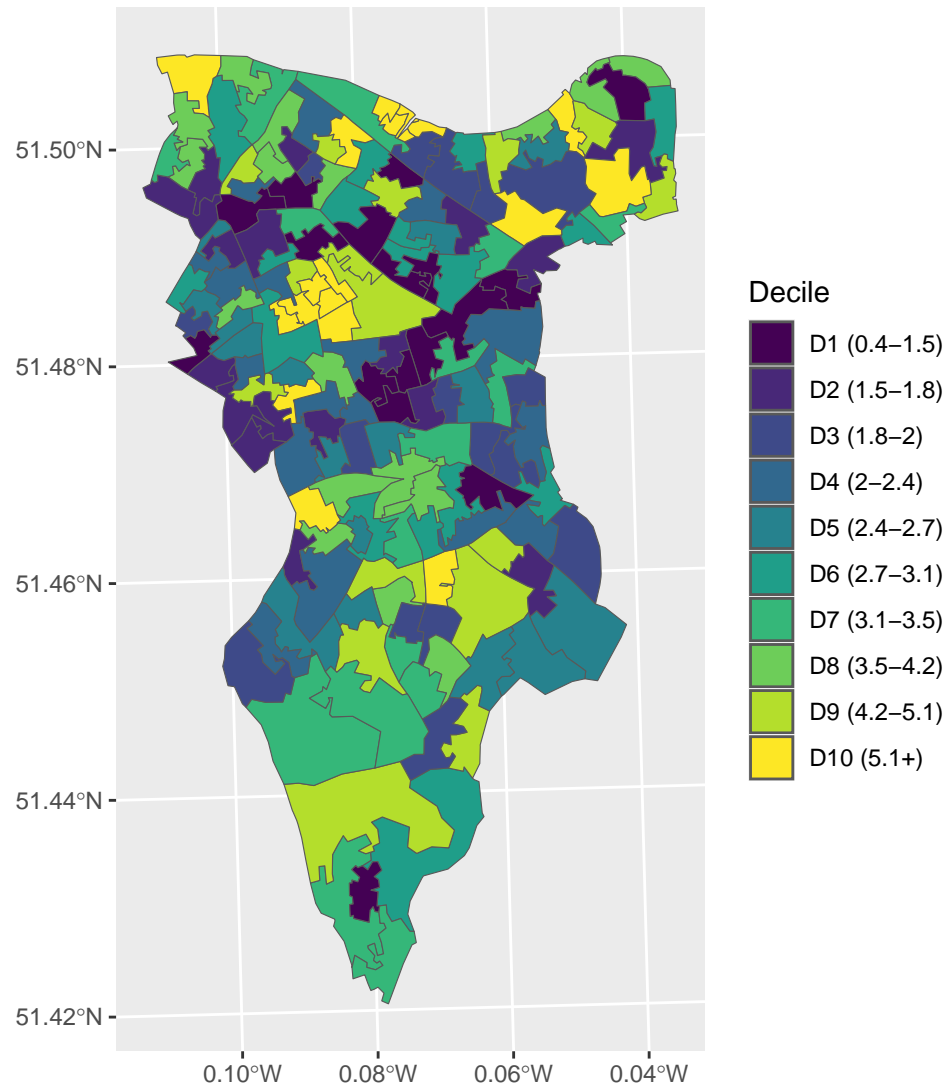 51.50°N
51.48°N
51.46°N
51.44°N
51.42°N
0.10°W
0.08°W
0.06°W
0.04°W
Decile
D1 (0.4–1.5)
D2 (1.5–1.8)
D3 (1.8–2)
D4 (2–2.4)
D5 (2.4–2.7)
D6 (2.7–3.1)
D7 (3.1–3.5)
D8 (3.5–4.2)
D9 (4.2–5.1)
D10 (5.1+)